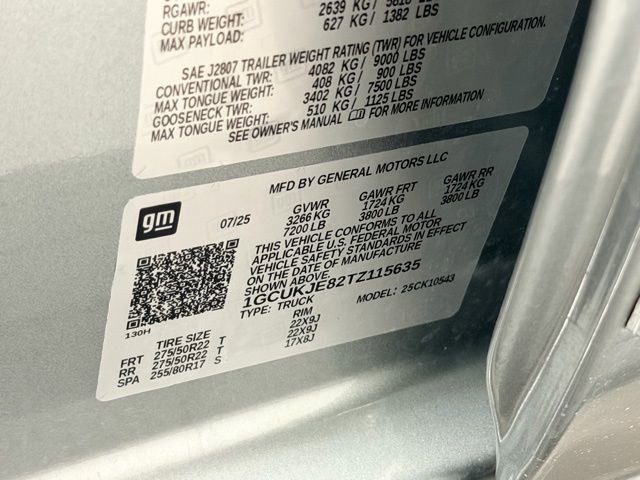 RGAWR: 2639 KG/ 5818 LBS
CURB WEIGHT: 627 KG/ 1382 LBS
MAX PAYLOAD:
SAE J2807 TRAILER WEIGHT RATING (TWR) FOR VEHICLE CONFIGURATION.
CONVENTIONAL TWR: 4082 KG/ 9000 LBS
MAX TONGUE WEIGHT: 408 KG/ 900 LBS
GOOSENECK TWR: 3402 KG/ 7500 LBS
MAX TONGUE WEIGHT: 510 KG/ 1125 LBS
SEE OWNER'S MANUAL FOR MORE INFORMATION
MFD BY GENERAL MOTORS LLC
gm 07/25
GVWR GAWR FRT GAWR RR
3266 KG 1724 KG 1724 KG
7200 LB 3800 LB 3800 LB
THIS VEHICLE CONFORMS TO ALL
APPLICABLE U.S. FEDERAL MOTOR
VEHICLE SAFETY STANDARDS IN EFFECT
ON THE DATE OF MANUFACTURE
SHOWN ABOVE.
1GCUKJE82TZ115635
TYPE: TRUCK MODEL: 25CK10543
130H
TIRE SIZE RIM
FRT 275/50R22 T 22X9J
RR 275/50R22 T 22X9J
SPA 255/80R17 S 17X8J